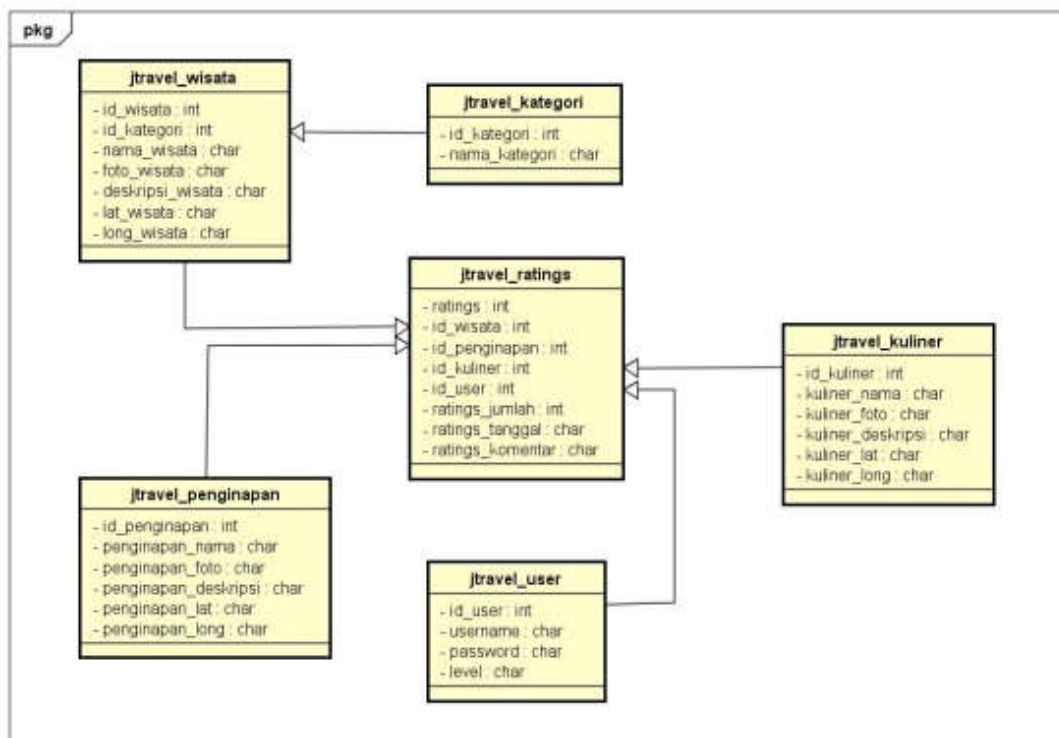 pkg
jtravel_wisata
- id_wisata : int
- id_kategori : int
- nama_wisata : char
- foto_wisata : char
- deskripsi_wisata : char
- lat_wisata : char
- long_wisata : char
jtravel_kategori
- id_kategori : int
- nama_kategori : char
jtravel_ratings
- ratings : int
- id_wisata : int
- id_penginapan : int
- id_kuliner : int
- id_user : int
- ratings_jumlah : int
- ratings_tanggal : char
- ratings_komentar : char
jtravel_kuliner
- id_kuliner : int
- kuliner_nama : char
- kuliner_foto : char
- kuliner_deskripsi : char
- kuliner_lat : char
- kuliner_long : char
jtravel_penginapan
- id_penginapan : int
- penginapan_nama : char
- penginapan_foto : char
- penginapan_deskripsi : char
- penginapan_lat : char
- penginapan_long : char
jtravel_user
- id_user : int
- username : char
- password : char
- level : char